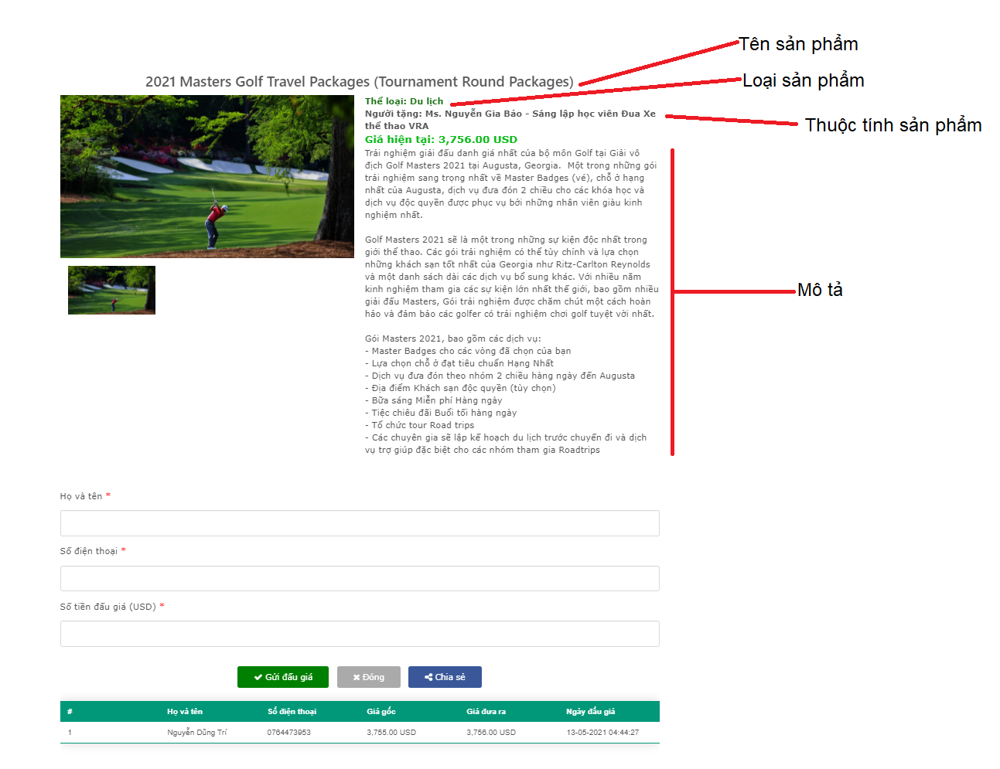 Tên sản phẩm
2021 Masters Golf Travel Packages (Tournament Round Packages)
Loại sản phẩm
Thể loại: Du lịch
Người tặng: Ms. Nguyễn Gia Bảo - Sáng lập học viên Đua Xe
thể thao VRA
Thuộc tính sản phẩm
Giá hiện tại: 3,756.00 USD
Trải nghiệm giải đấu danh giá nhất của bộ môn Golf tại Giải vô
địch Golf Masters 2021 tại Augusta, Georgia. Một trong những gói
trải nghiệm sang trọng nhất về Master Badges (vé), chỗ ở hạng
nhất của Augusta, dịch vụ đưa đón 2 chiều cho các khóa học và
dịch vụ độc quyền được phục vụ bởi những nhân viên giàu kinh
nghiệm nhất.
Golf Masters 2021 sẽ là một trong những sự kiện độc nhất trong
giới thể thao. Các gói trải nghiệm có thể tùy chỉnh và lựa chọn
những khách sạn tốt nhất của Georgia như Ritz-Carlton Reynolds
và một danh sách dài các dịch vụ bổ sung khác. Với nhiều năm
kinh nghiệm tham gia các sự kiện lớn nhất thế giới, bao gồm nhiều
giải đấu Masters, Gói trải nghiệm được chăm chút một cách hoàn
hảo và đảm bảo các golfer có trải nghiệm chơi golf tuyệt vời nhất.
Mô tả
Gói Masters 2021, bao gồm các dịch vụ:
- Master Badges cho các vòng đã chọn của bạn
- Lựa chọn chỗ ở đạt tiêu chuẩn Hạng Nhất
- Dịch vụ đưa đón theo nhóm 2 chiều hàng ngày đến Augusta
- Địa điểm Khách sạn độc quyền (tùy chọn)
- Bữa sáng Miễn phí Hàng ngày
- Tiệc chiêu đãi Buổi tối hàng ngày
- Tổ chức tour Road trips
- Các chuyên gia sẽ lập kế hoạch du lịch trước chuyến đi và dịch
vụ trợ giúp đặc biệt cho các nhóm tham gia Roadtrips
Họ và tên *
Số điện thoại *
Số tiền đấu giá (USD) *
Gửi đấu giá Đóng Chia sẻ
# Họ và tên Số điện thoại Giá gốc Giá đưa ra Ngày đấu giá
1 Nguyễn Dũng Trí 0764473953 3,755.00 USD 3,756.00 USD 13-05-2021 04:44:27